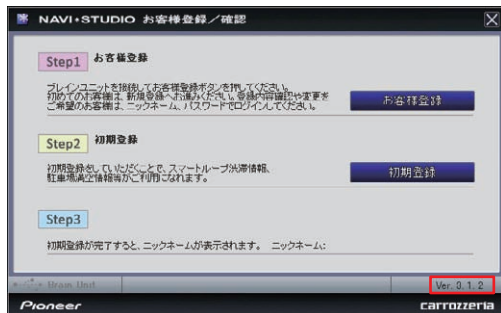 NAVI・STUDIO お客様登録／確認
Step1 お客様登録
ブレインユニットを接続してお客様登録ボタンを押してください。
初めてのお客様は、新規登録へお進みください。登録内容確認や変更を
ご希望のお客様は、ニックネーム、パスワードでログインしてください。
お客様登録
Step2 初期登録
初期登録をしていただくことで、スマートループ渋滞情報、
駐車場満空情報等がご利用になれます。
初期登録
Step3
初期登録が完了すると、ニックネームが表示されます。 ニックネーム:
Brain Unit
Ver. 3. 1. 2
Pioneer
carrozzeria